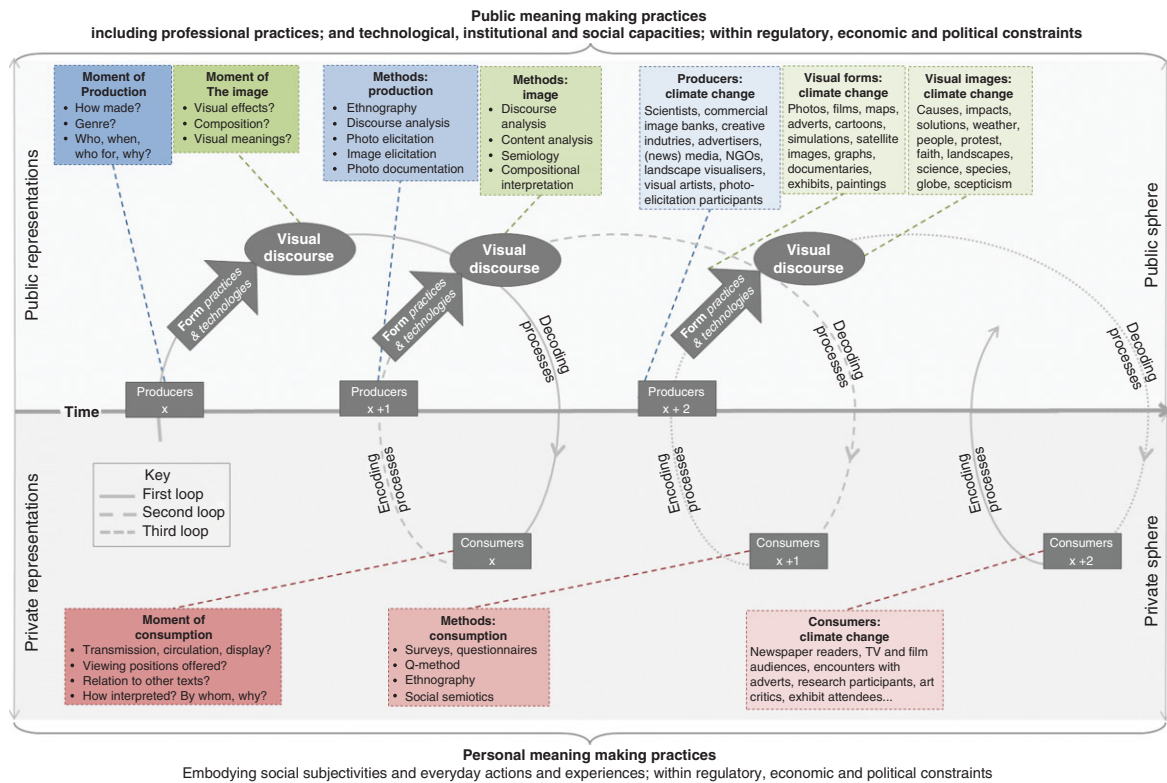 Public meaning making practices
including professional practices; and technological, institutional and social capacities; within regulatory, economic and political constraints
Moment of
Production
• How made?
• Genre?
• Who, when,
who for, why?
Moment of
The image
• Visual effects?
• Composition?
• Visual meanings?
Methods:
production
• Ethnography
• Discourse analysis
• Photo elicitation
• Image elicitation
• Photo documentation
Methods:
image
• Discourse
analysis
• Content analysis
• Semiology
• Compositional
interpretation
Producers:
climate change
Scientists, commercial
image banks, creative
indutries, advertisers,
(news) media, NGOs,
landscape visualisers,
visual artists, photo-
elicitation participants
Visual forms:
climate change
Photos, films, maps,
adverts, cartoons,
simulations, satellite
images, graphs,
documentaries,
exhibits, paintings
Visual images:
climate change
Causes, impacts,
solutions, weather,
people, protest,
faith, landscapes,
science, species,
globe, scepticism
Public representations
Public sphere
Visual
discourse
Visual
discourse
Visual
discourse
Form practices
& technologies
Form practices
& technologies
Form practices
& technologies
Decoding
processes
Decoding
processes
Decoding
processes
Producers
x
Producers
x +1
Producers
x + 2
Time
Private representations
Private sphere
Key
First loop
Second loop
Third loop
Encoding
processes
Encoding
processes
Encoding
processes
Consumers
x
Consumers
x +1
Consumers
x +2
Moment of
consumption
• Transmission, circulation, display?
• Viewing positions offered?
• Relation to other texts?
• How interpreted? By whom, why?
Methods:
consumption
• Surveys, questionnaires
• Q-method
• Ethnography
• Social semiotics
Consumers:
climate change
Newspaper readers, TV and film
audiences, encounters with
adverts, research participants, art
critics, exhibit attendees...
Personal meaning making practices
Embodying social subjectivities and everyday actions and experiences; within regulatory, economic and political constraints